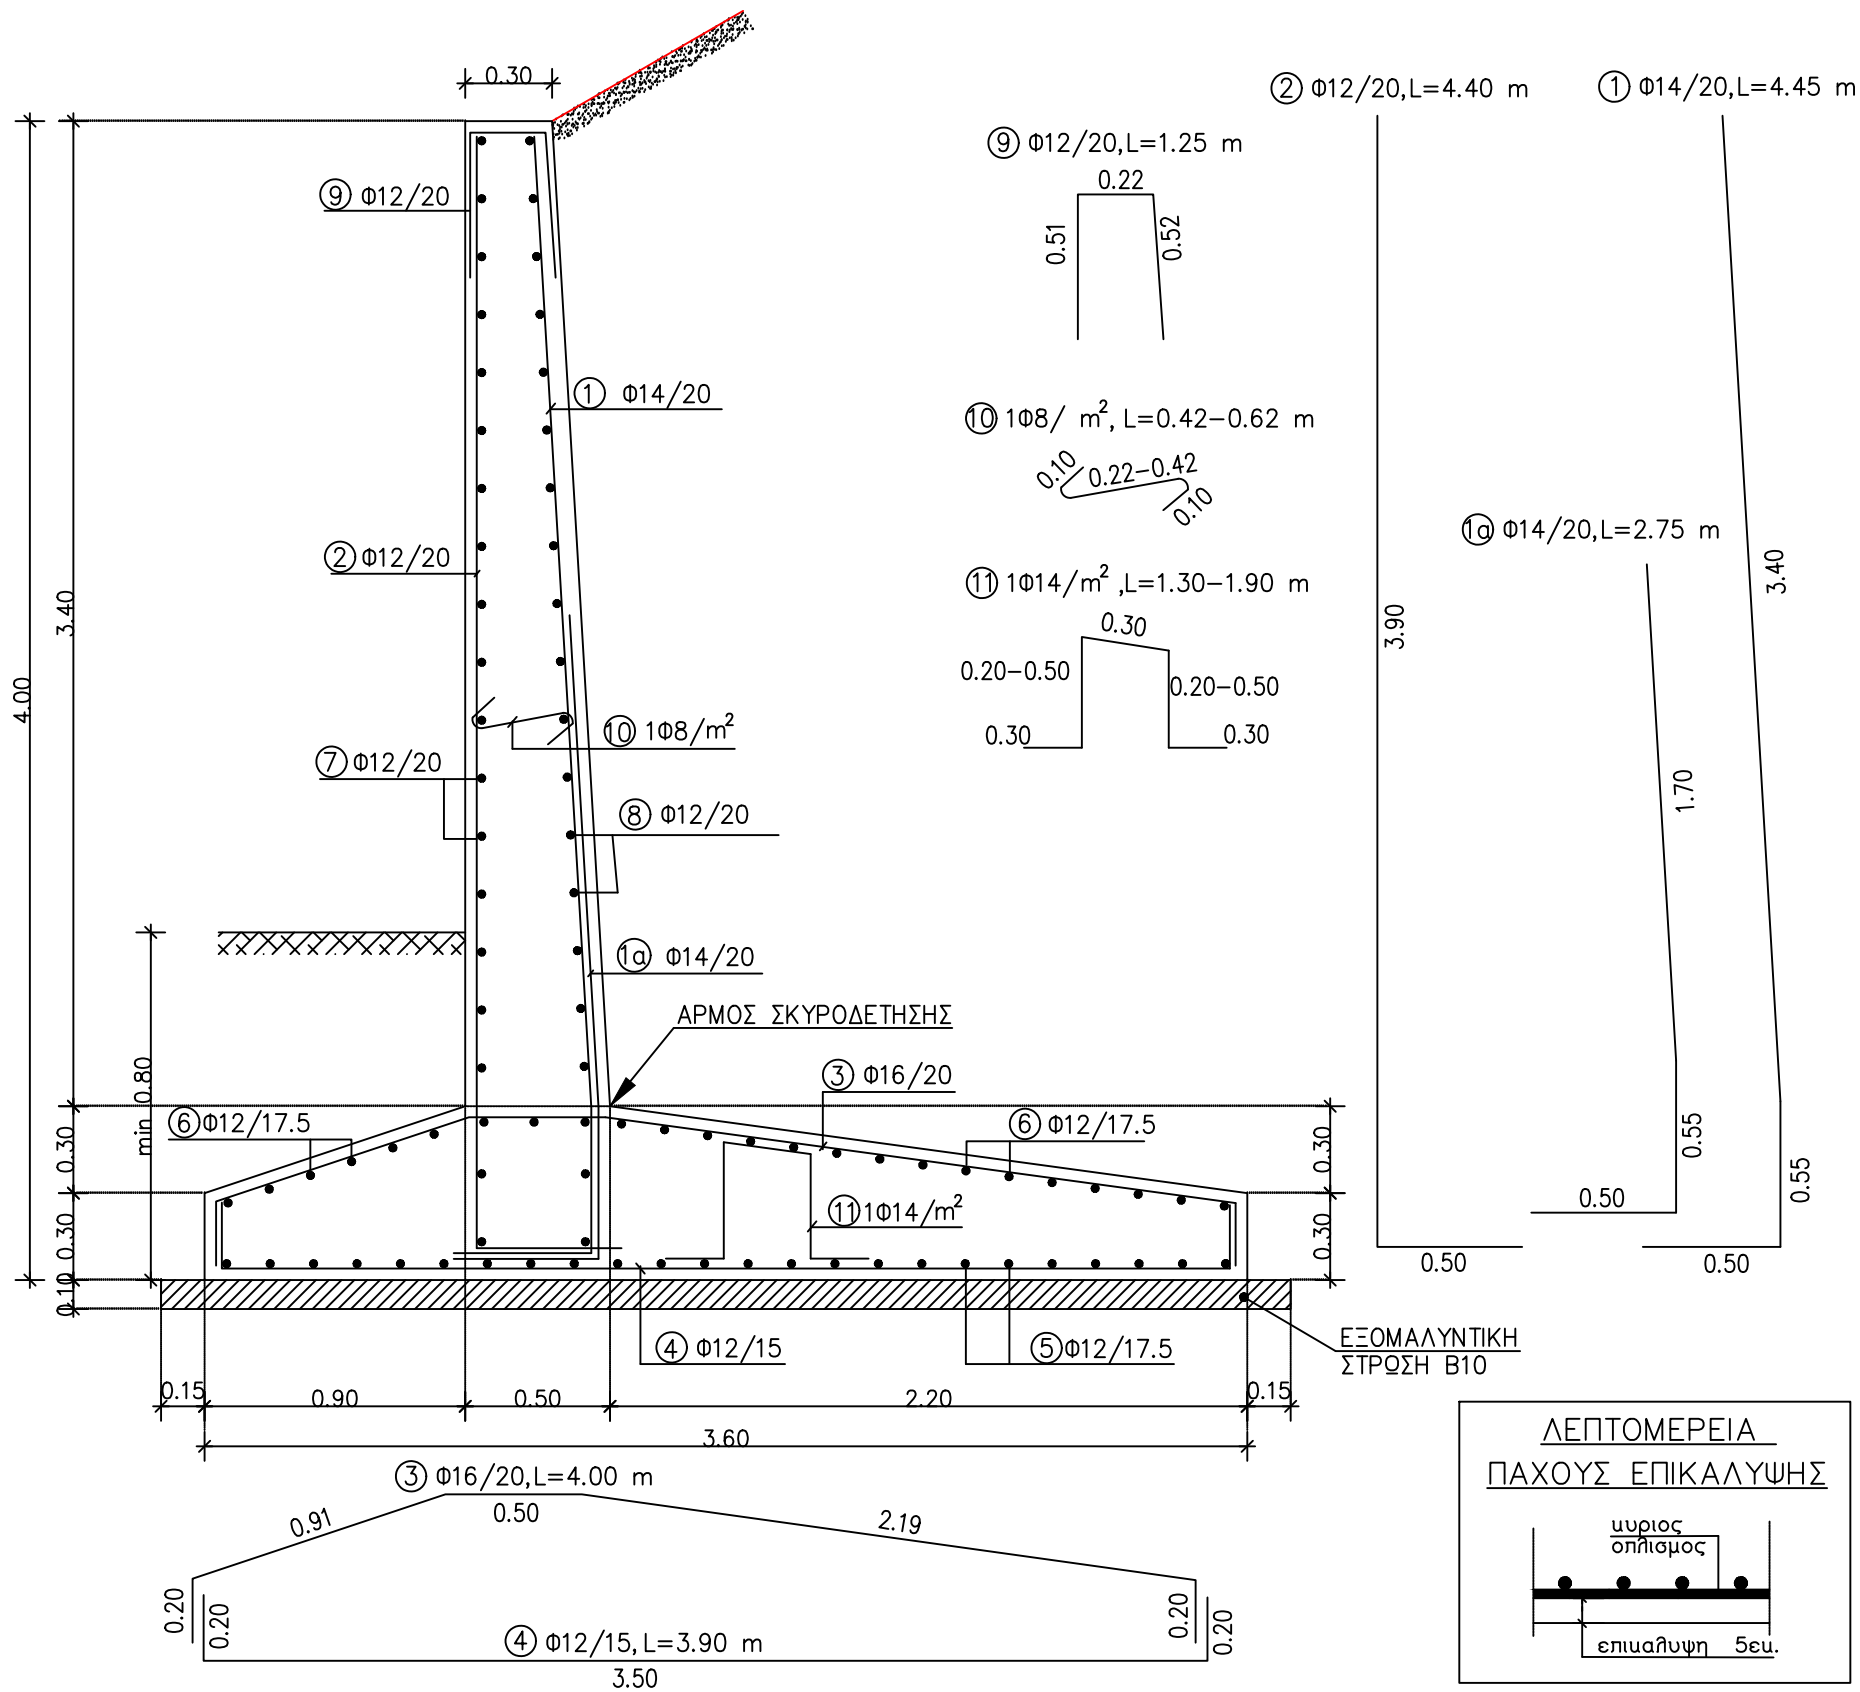 0.30
② Φ12/20,L=4.40 m
① Φ14/20,L=4.45 m
⑨ Φ12/20,L=1.25 m
0.22
0.51
0.52
⑨ Φ12/20
① Φ14/20
⑩ 1Φ8/ m², L=0.42-0.62 m
0.10
0.22-0.42
0.10
② Φ12/20
1α Φ14/20,L=2.75 m
⑪ 1Φ14/m² ,L=1.30-1.90 m
0.30
0.20-0.50
0.20-0.50
0.30
0.30
3.40
4.00
3.90
3.40
1.70
0.55
0.55
0.50
0.50
0.50
⑩ 1Φ8/m²
⑦ Φ12/20
⑧ Φ12/20
1α Φ14/20
ΑΡΜΟΣ ΣΚΥΡΟΔΕΤΗΣΗΣ
min 0.80
③ Φ16/20
⑥ Φ12/17.5
⑥ Φ12/17.5
0.30
0.30
0.10
0.30
0.30
⑪ 1Φ14/m²
④ Φ12/15
⑤ Φ12/17.5
ΕΞΟΜΑΛΥΝΤΙΚΗ
ΣΤΡΩΣΗ Β10
0.15
0.90
0.50
2.20
0.15
3.60
③ Φ16/20,L=4.00 m
0.91
0.50
2.19
0.20
0.20
0.20
0.20
④ Φ12/15,L=3.90 m
3.50
ΛΕΠΤΟΜΕΡΕΙΑ
ΠΑΧΟΥΣ ΕΠΙΚΑΛΥΨΗΣ
κυριος
οπλισμος
επικαλυψη 5εκ.